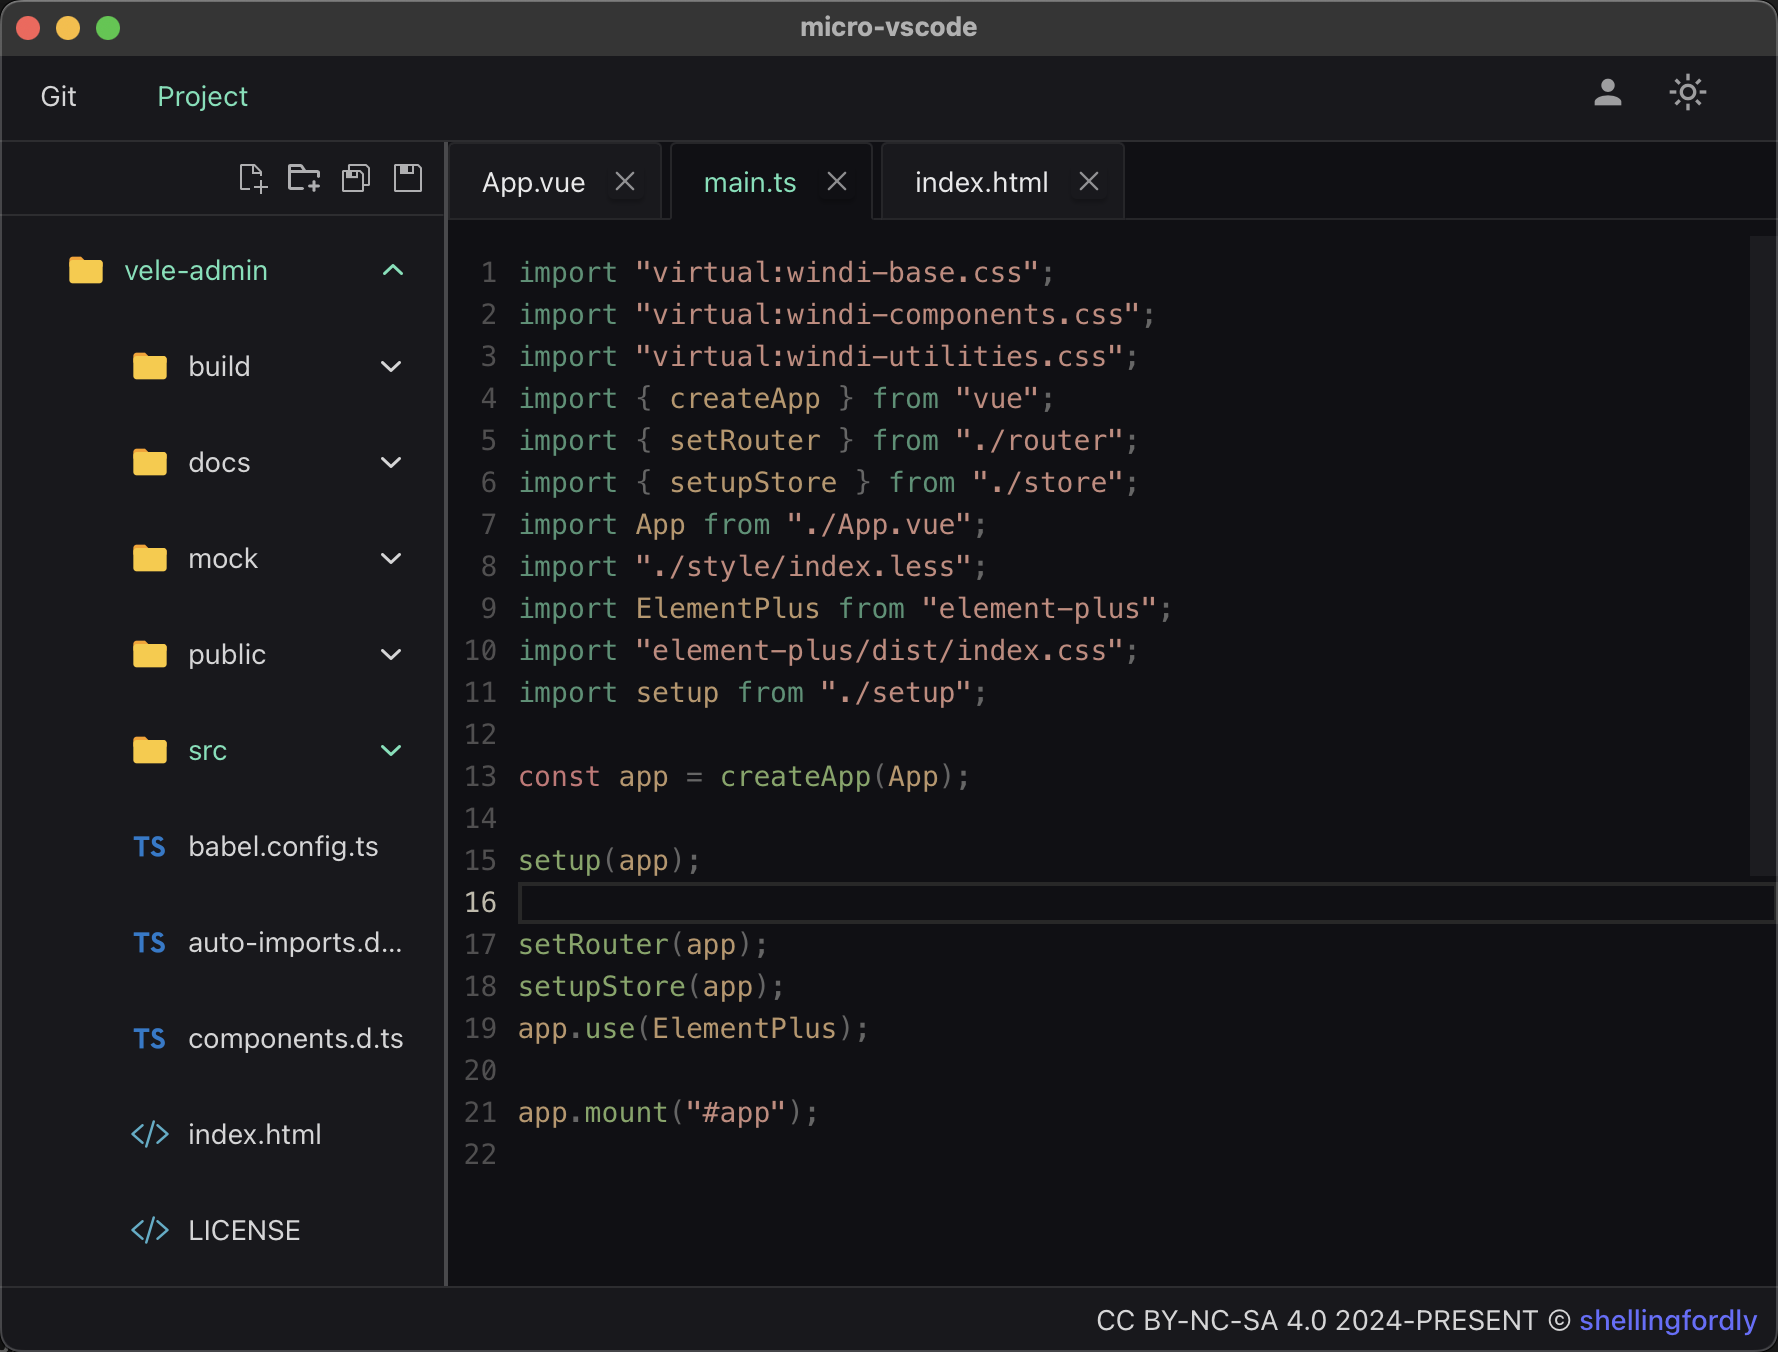 micro-vscode
Git Project
App.vue main.ts index.html
vele-admin
build
docs
mock
public
src
TS babel.config.ts
TS auto-imports.d...
TS components.d.ts
</> index.html
</> LICENSE
1 import "virtual:windi-base.css";
2 import "virtual:windi-components.css";
3 import "virtual:windi-utilities.css";
4 import { createApp } from "vue";
5 import { setRouter } from "./router";
6 import { setupStore } from "./store";
7 import App from "./App.vue";
8 import "./style/index.less";
9 import ElementPlus from "element-plus";
10 import "element-plus/dist/index.css";
11 import setup from "./setup";
12
13 const app = createApp(App);
14
15 setup(app);
16
17 setRouter(app);
18 setupStore(app);
19 app.use(ElementPlus);
20
21 app.mount("#app");
22
CC BY-NC-SA 4.0 2024-PRESENT © shellingfordly